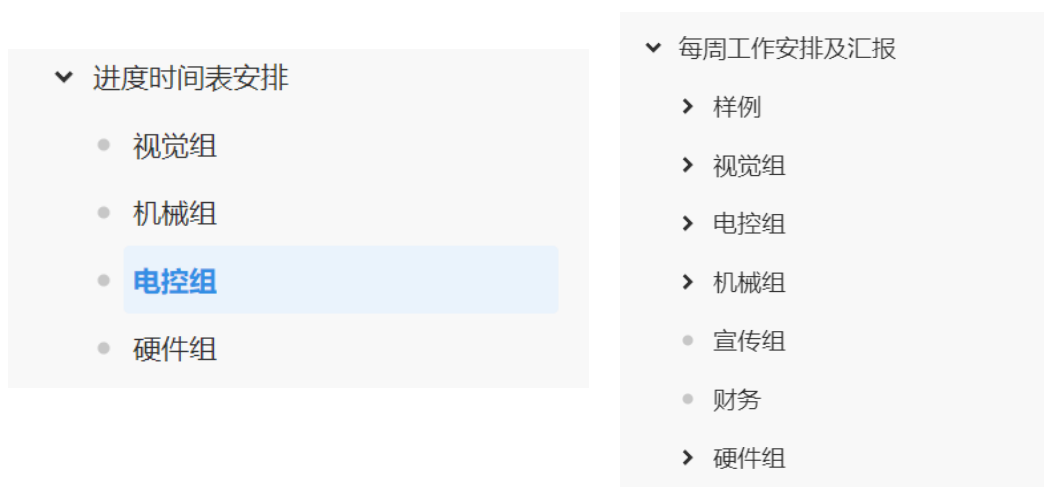 进度时间表安排
视觉组
机械组
电控组
硬件组
每周工作安排及汇报
样例
视觉组
电控组
机械组
宣传组
财务
硬件组